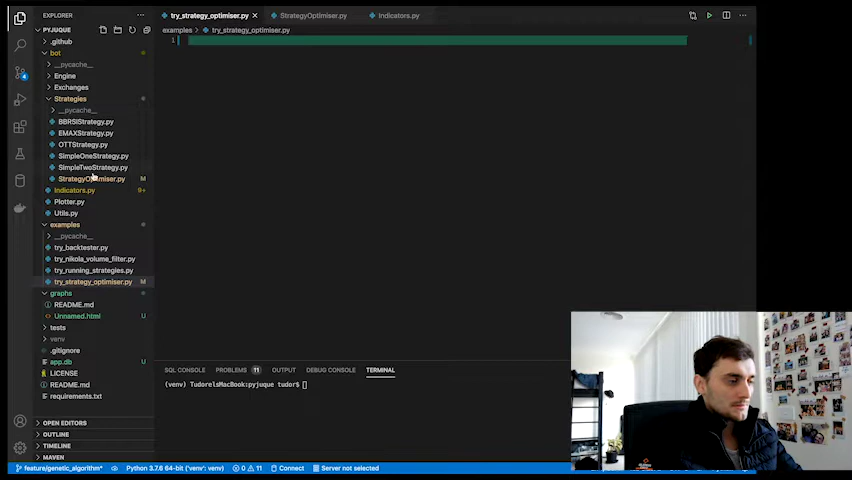 EXPLORER
try_strategy_optimiser.py
StrategyOptimiser.py
Indicators.py
PYJUQUE
examples > try_strategy_optimiser.py
.github
1
bot
__pycache__
Engine
Exchanges
Strategies
__pycache__
BBRSIStrategy.py
EMAXStrategy.py
OTTStrategy.py
SimpleOneStrategy.py
SimpleTwoStrategy.py
StrategyOptimiser.py M
Indicators.py 9+
Plotter.py
Utils.py
examples
__pycache__
try_backtester.py
try_nikola_volume_filter.py
try_running_strategies.py
try_strategy_optimiser.py M
graphs
README.md
Unnamed.html U
tests
venv
.gitignore
app.db U
LICENSE
README.md
requirements.txt
OPEN EDITORS
OUTLINE
TIMELINE
MAVEN
SQL CONSOLE PROBLEMS 11 OUTPUT DEBUG CONSOLE TERMINAL
(venv) TudorelsMacBook:pyjuque tudor$
feature/genetic_algorithm* Python 3.7.6 64-bit ('venv': venv) 0 11 Connect Server not selected